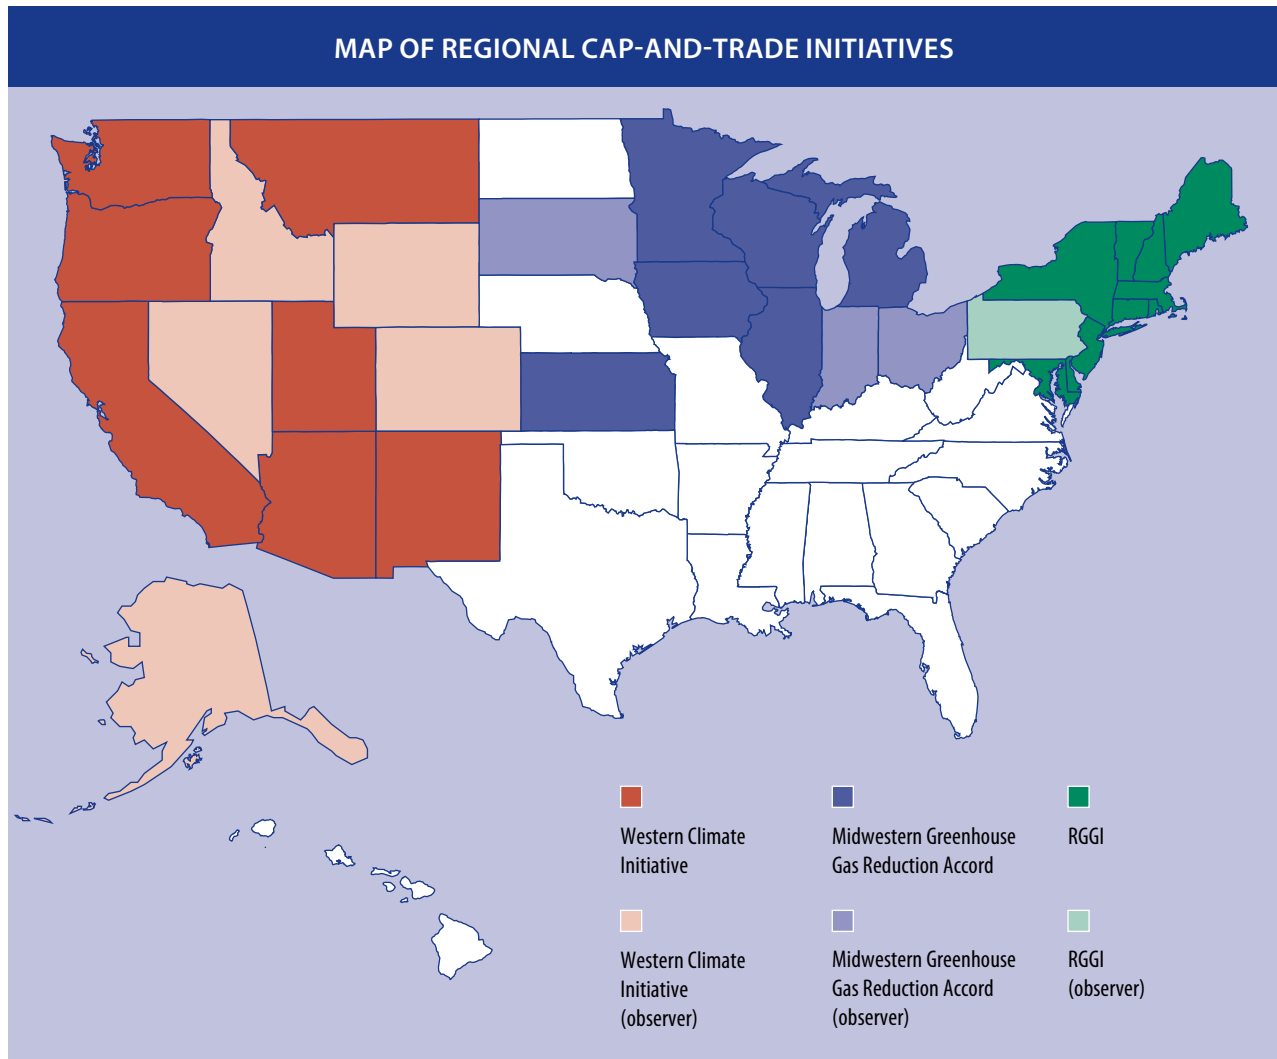 MAP OF REGIONAL CAP-AND-TRADE INITIATIVES
Western Climate
Initiative
Midwestern Greenhouse
Gas Reduction Accord
RGGI
Western Climate
Initiative
(observer)
Midwestern Greenhouse
Gas Reduction Accord
(observer)
RGGI
(observer)